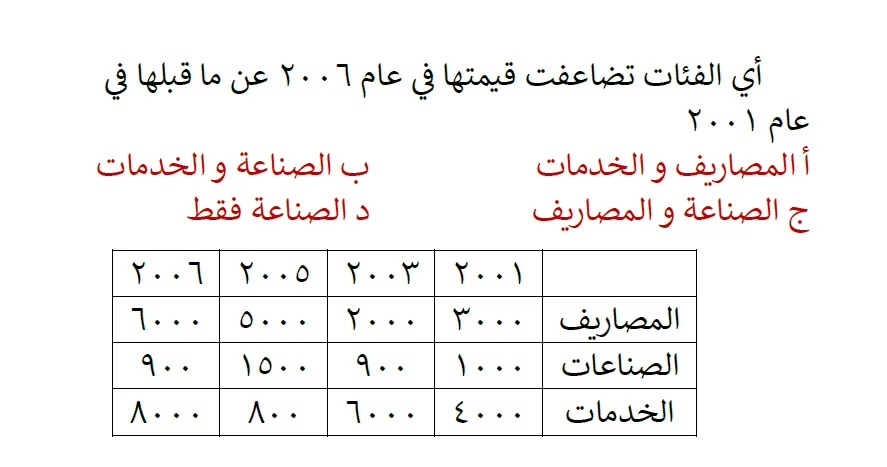 أي الفئات تضاعفت قيمتها في عام ٢٠٠٦ عن ما قبلها في
عام ٢٠٠١
أ المصاريف و الخدمات ب الصناعة و الخدمات
ج الصناعة و المصاريف د الصناعة فقط
٢٠٠١ ٢٠٠٣ ٢٠٠٥ ٢٠٠٦
المصاريف ٣٠٠٠ ٢٠٠٠ ٥٠٠٠ ٦٠٠٠
الصناعات ١٠٠٠ ٩٠٠ ١٥٠٠ ٩٠٠
الخدمات ٤٠٠٠ ٦٠٠٠ ٨٠٠ ٨٠٠٠